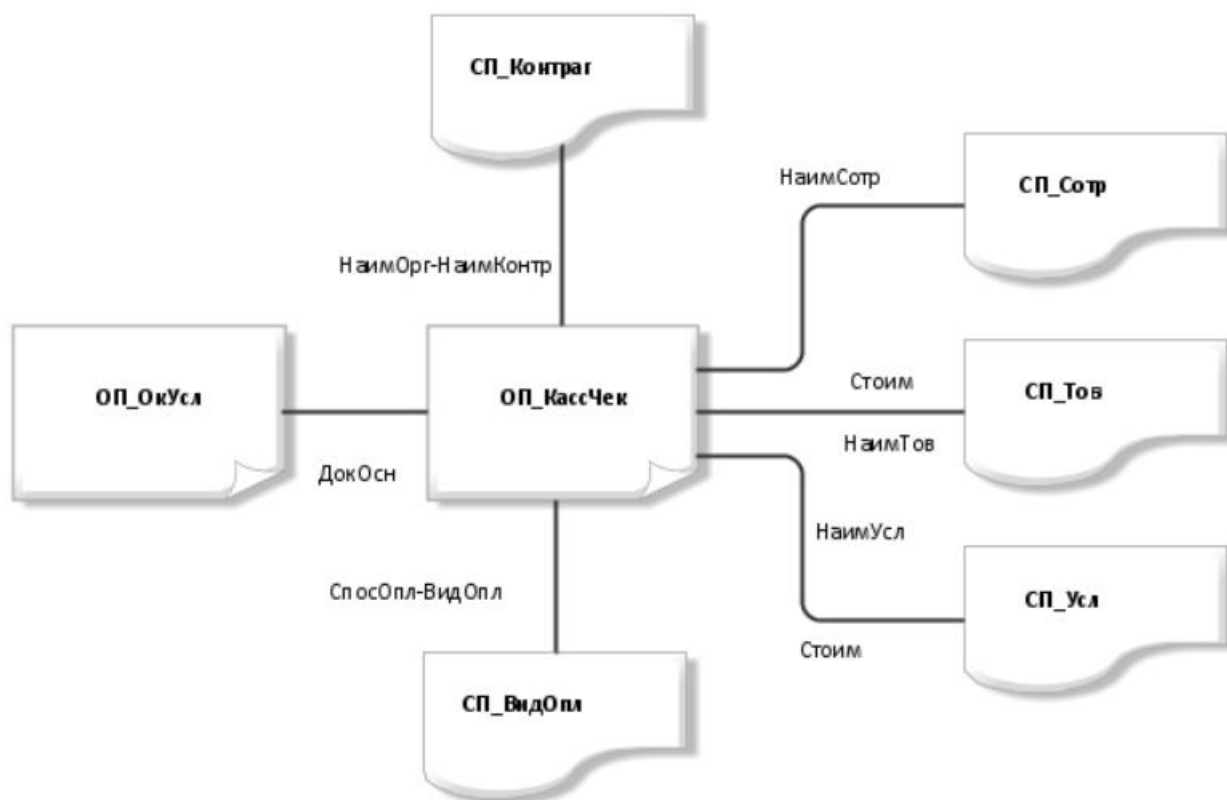 СП_Контраг
НаимСотр
СП_Сотр
НаимОрг-НаимКонтр
ОП_ОкУсл
ОП_КассЧек
Стоим
СП_Тов
НаимТов
ДокОсн
НаимУсл
СпосОпл-ВидОпл
СП_Усл
Стоим
СП_ВидОпл